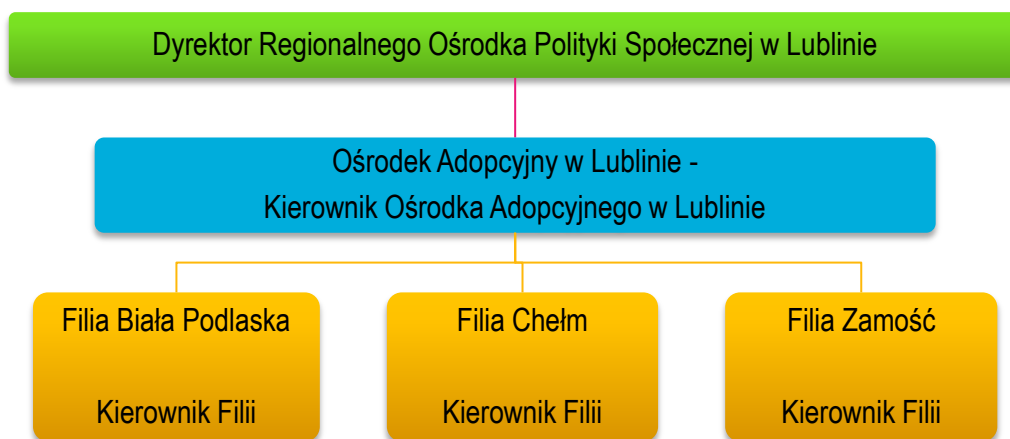 Dyrektor Regionalnego Ośrodka Polityki Społecznej w Lublinie
Ośrodek Adopcyjny w Lublinie -
Kierownik Ośrodka Adopcyjnego w Lublinie
Filia Biała Podlaska
Kierownik Filii
Filia Chełm
Kierownik Filii
Filia Zamość
Kierownik Filii